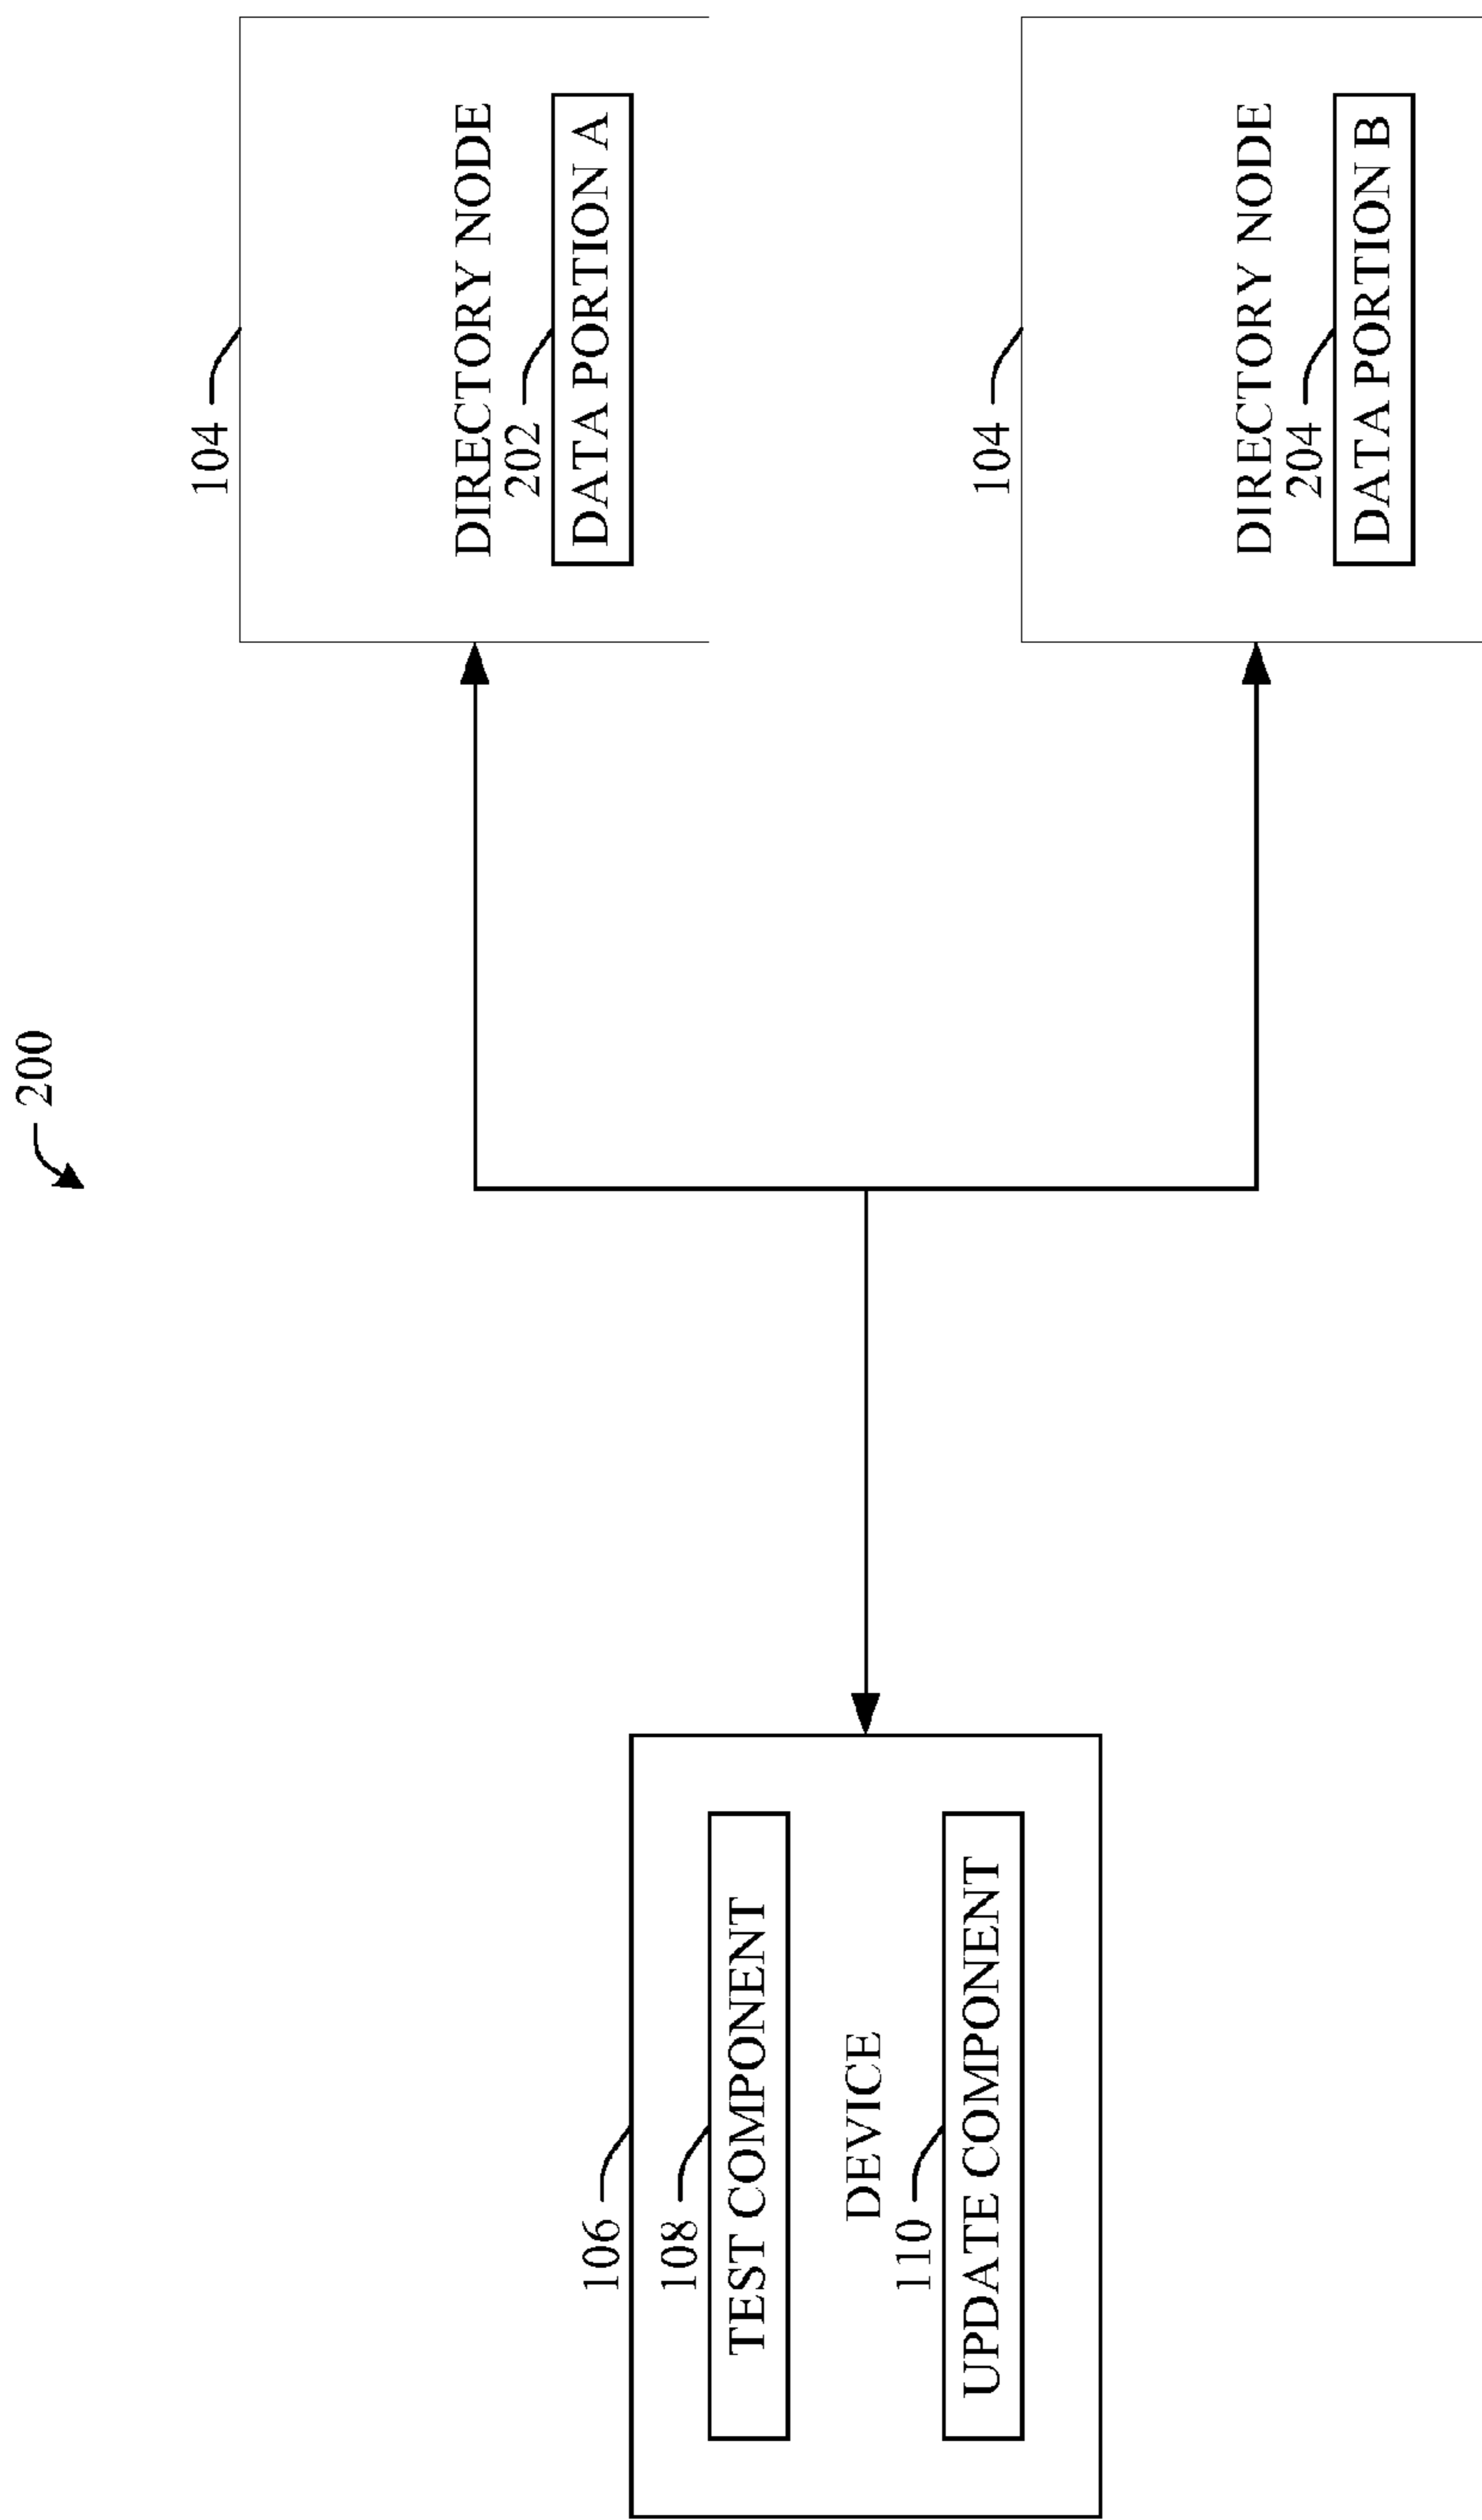 200
106
108
TEST COMPONENT
DEVICE
110
UPDATE COMPONENT
104
DIRECTORY NODE
202
DATA PORTION A
104
DIRECTORY NODE
204
DATA PORTION B